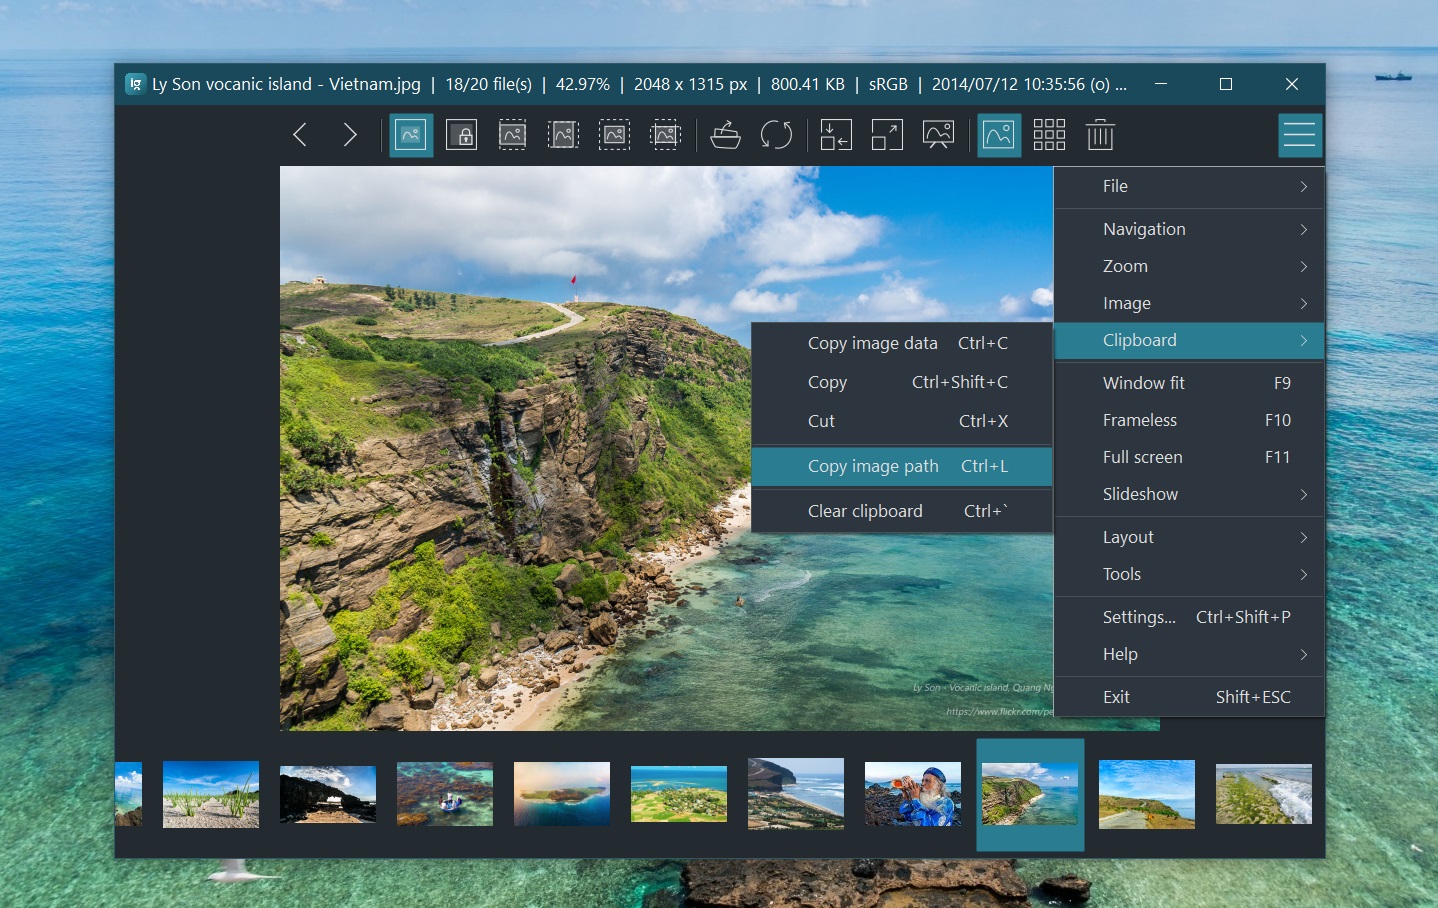 Ly Son vocanic island - Vietnam.jpg | 18/20 file(s) | 42.97% | 2048 x 1315 px | 800.41 KB | sRGB | 2014/07/12 10:35:56 (o) ...
File
Navigation
Zoom
Image
Clipboard
Window fit F9
Frameless F10
Full screen F11
Slideshow
Layout
Tools
Settings... Ctrl+Shift+P
Help
Exit Shift+ESC
Copy image data Ctrl+C
Copy Ctrl+Shift+C
Cut Ctrl+X
Copy image path Ctrl+L
Clear clipboard Ctrl+`
Ly Son - Vocanic island, Quang
https://www.flickr.com/pe